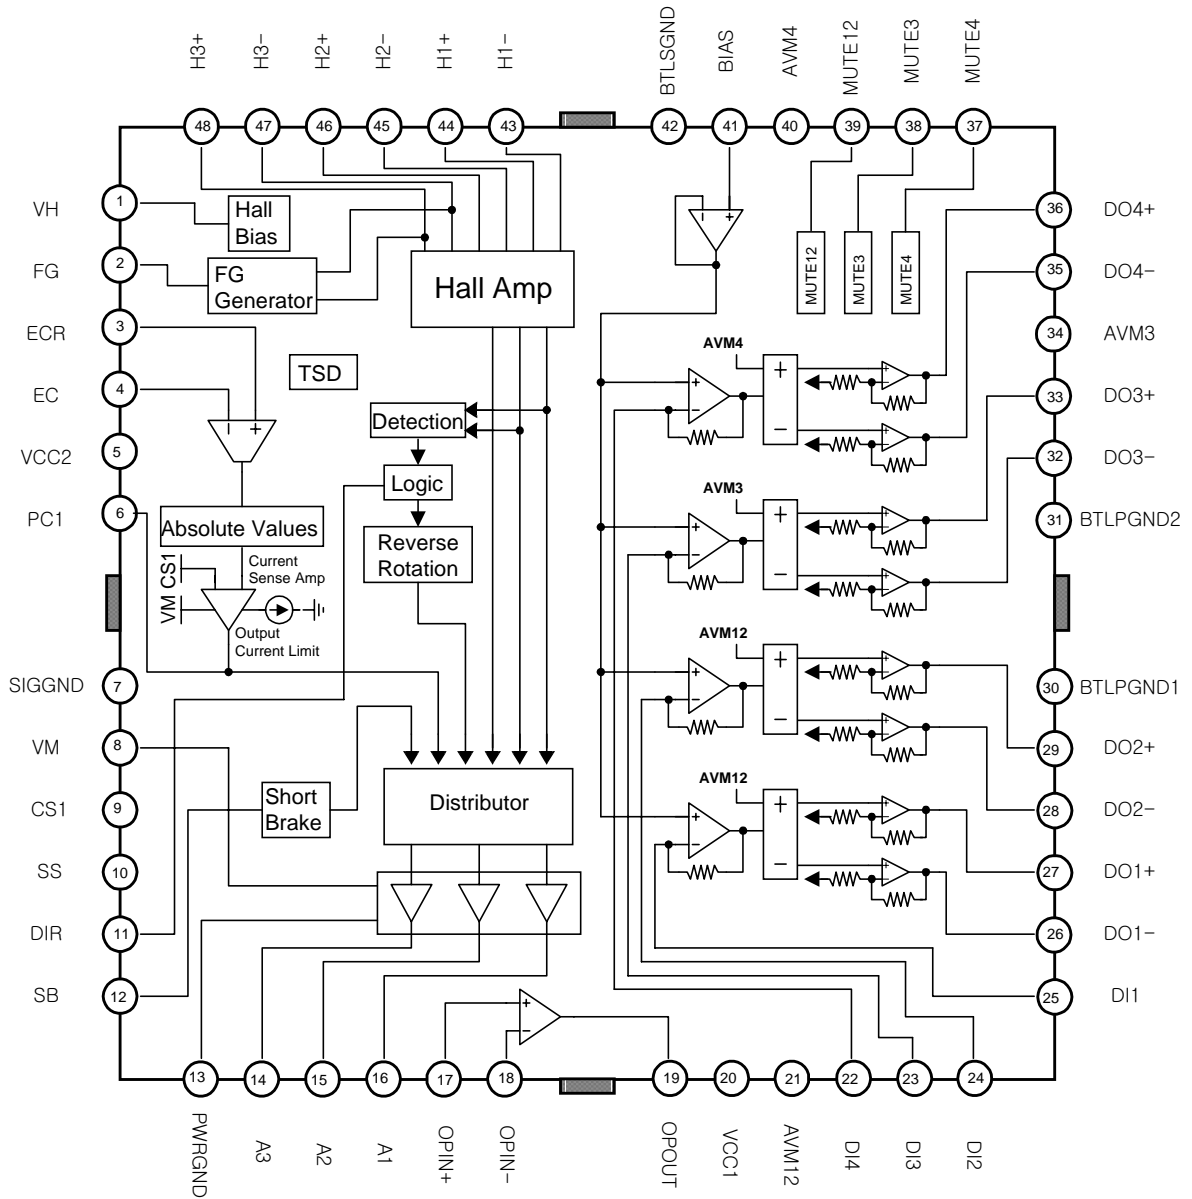 H3+
H3-
H2+
H2-
H1+
H1-
BTLSGND
BIAS
AVM4
MUTE12
MUTE3
MUTE4
48
47
46
45
44
43
42
41
40
39
38
37
VH
1
Hall
Bias
FG
2
FG
Generator
Hall Amp
ECR
3
EC
4
TSD
VCC2
5
PC1
6
- +
Absolute Values
Detection
Logic
Reverse
Rotation
VM CS1
Current
Sense Amp
Output
Current Limit
SIGGND
7
VM
8
CS1
9
SS
10
DIR
11
SB
12
Short
Brake
Distributor
- +
MUTE12
MUTE3
MUTE4
AVM4
+
-
+
-
+
-
+
-
AVM3
+
-
+
-
+
-
+
-
AVM12
+
-
+
-
+
-
+
-
AVM12
+
-
+
-
+
-
+
-
36
DO4+
35
DO4-
34
AVM3
33
DO3+
32
DO3-
31
BTLPGND2
30
BTLPGND1
29
DO2+
28
DO2-
27
DO1+
26
DO1-
25
DI1
+
-
13
14
15
16
17
18
19
20
21
22
23
24
PWRGND
A3
A2
A1
OPIN+
OPIN-
OPOUT
VCC1
AVM12
DI4
DI3
DI2